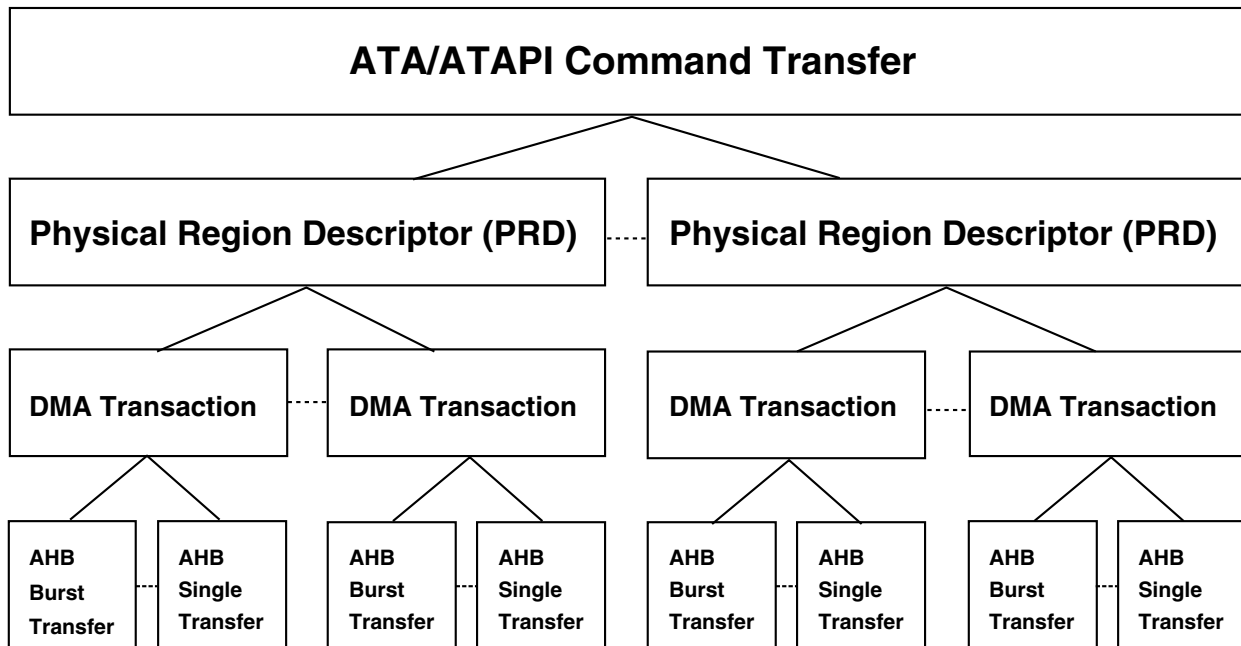 ATA/ATAPI Command Transfer
Physical Region Descriptor (PRD)
Physical Region Descriptor (PRD)
DMA Transaction
DMA Transaction
DMA Transaction
DMA Transaction
AHB
Burst
Transfer
AHB
Single
Transfer
AHB
Burst
Transfer
AHB
Single
Transfer
AHB
Burst
Transfer
AHB
Single
Transfer
AHB
Burst
Transfer
AHB
Single
Transfer